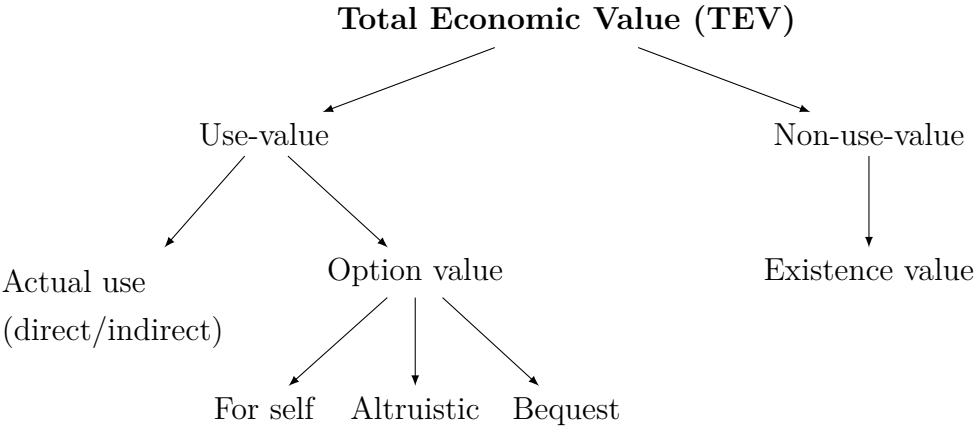 Total Economic Value (TEV)
Use-value
Non-use-value
Actual use
(direct/indirect)
Option value
Existence value
For self
Altruistic
Bequest